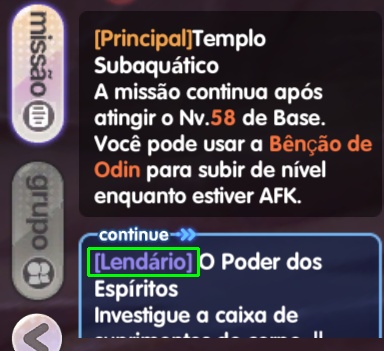 missão
[Principal]Templo
Subaquático
A missão continua após
atingir o Nv.58 de Base.
Você pode usar a Bênção de
Odin para subir de nível
enquanto estiver AFK.
grupo
continue
[Lendário] O Poder dos
Espíritos
Investigue a caixa de